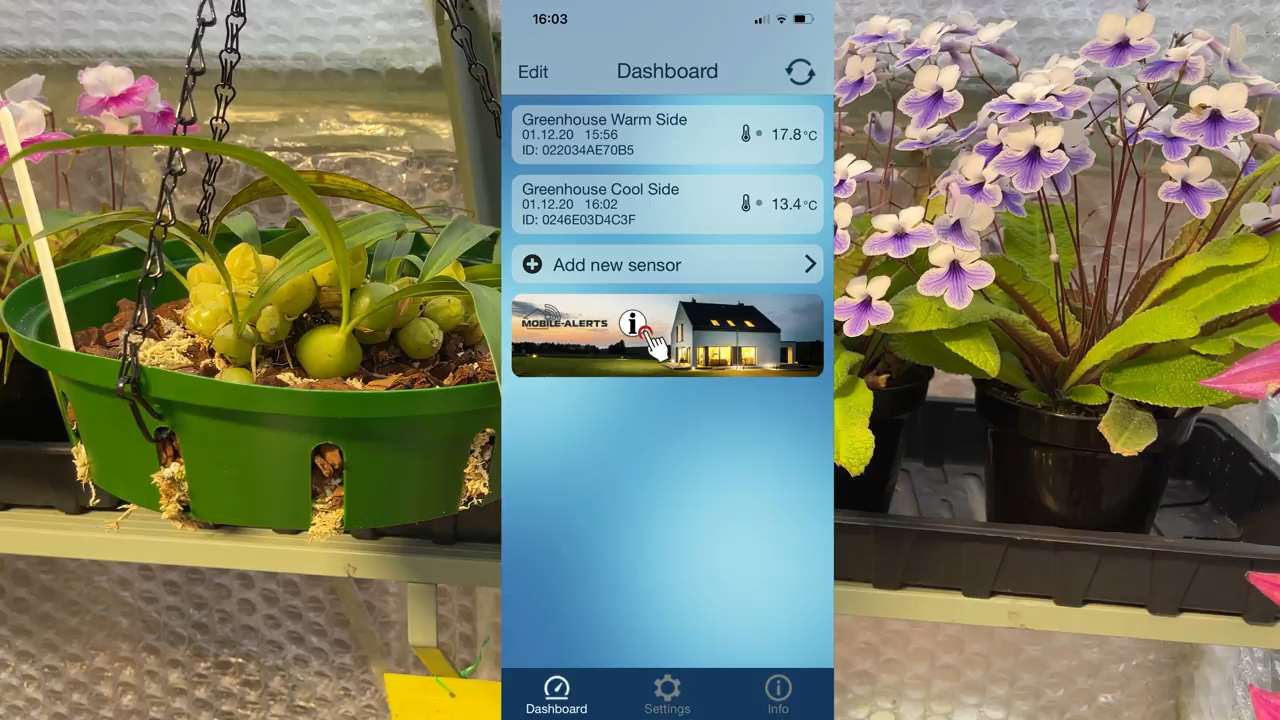 16:03
Edit
Dashboard
Greenhouse Warm Side
01.12.20 15:56
ID: 022034AE70B5
17.8°C
Greenhouse Cool Side
01.12.20 16:02
ID: 0246E03D4C3F
13.4°C
Add new sensor
MOBILE-ALERTS
i
Dashboard
Settings
Info